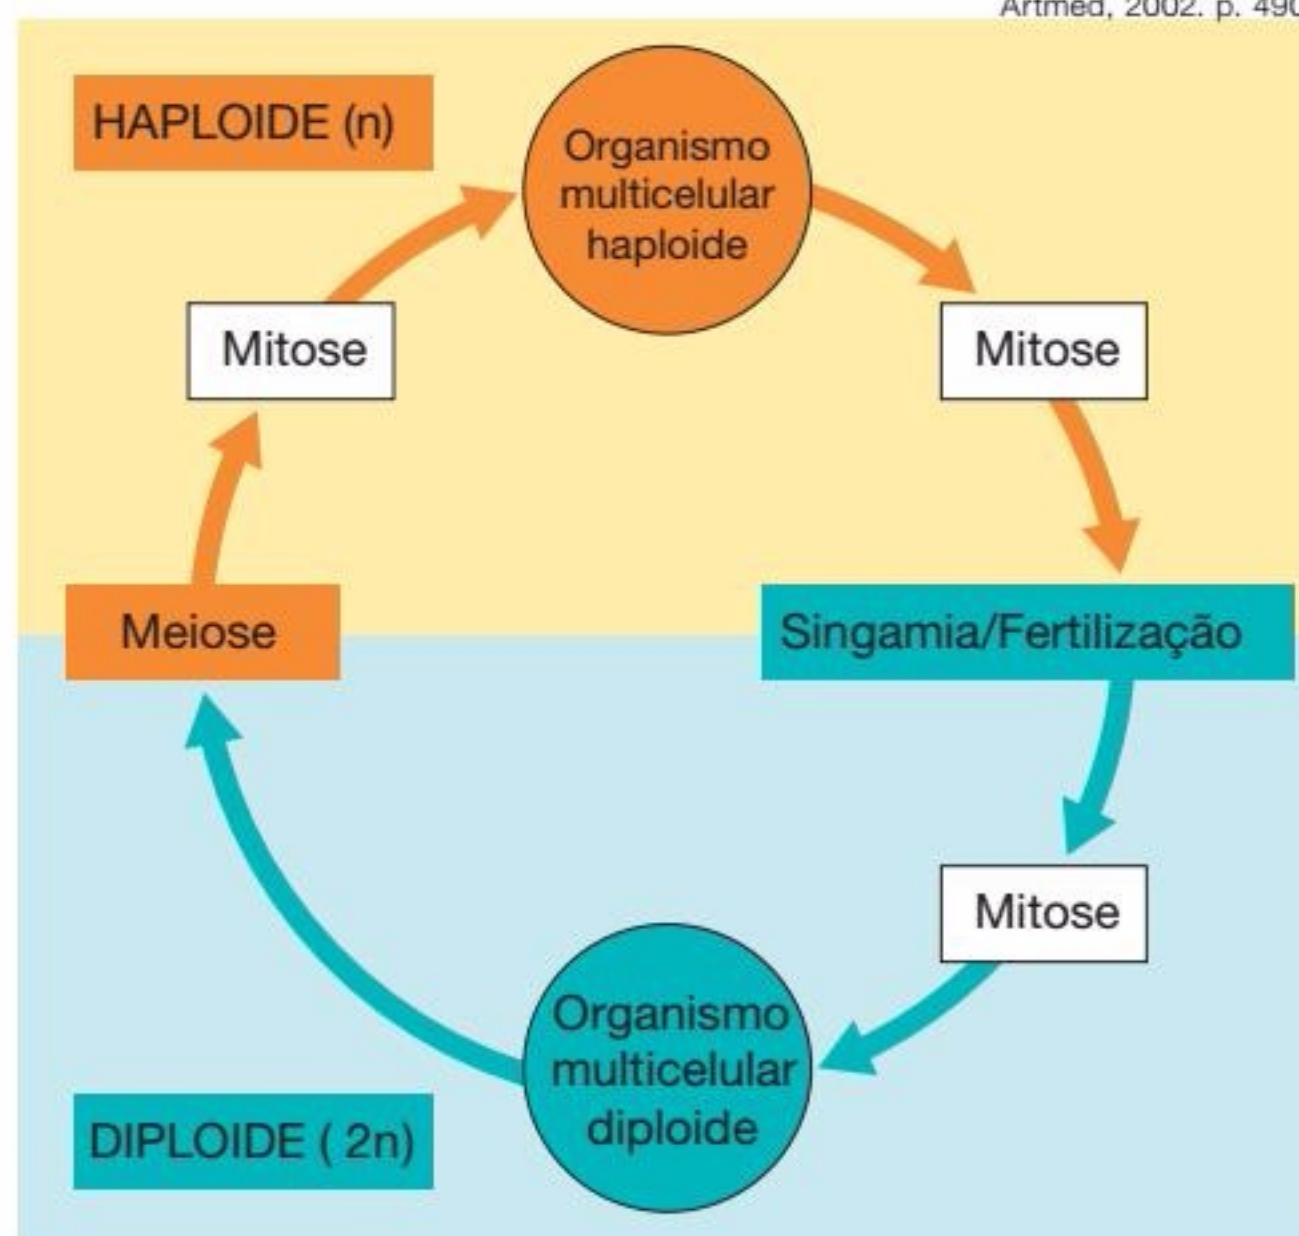 Artmed, 2002. p. 490
HAPLOIDE (n)
Organismo
multicelular
haploide
Mitose
Mitose
Meiose
Singamia/Fertilização
Mitose
Organismo
multicelular
diploide
DIPLOIDE ( 2n)